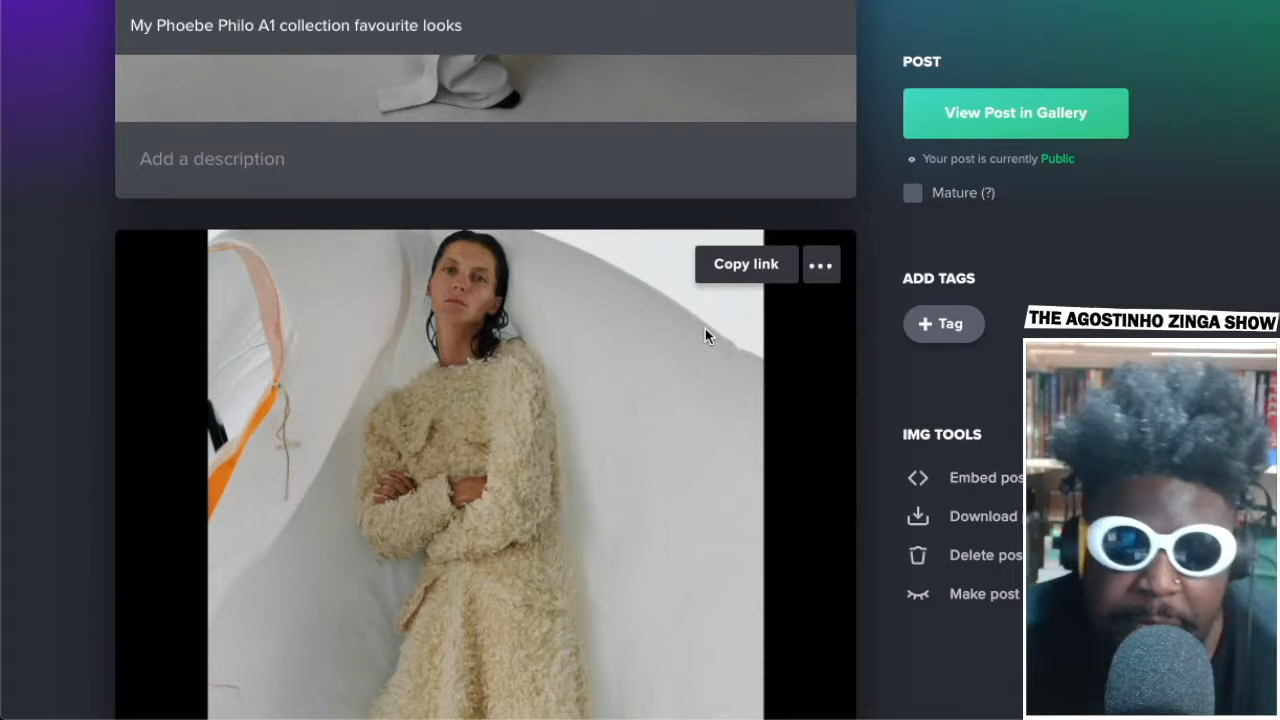 My Phoebe Philo A1 collection favourite looks
Add a description
Copy link
POST
View Post in Gallery
Your post is currently Public
Mature (?)
ADD TAGS
+ Tag
THE AGOSTINHO ZINGA SHOW
IMG TOOLS
Embed pos
Download
Delete pos
Make post